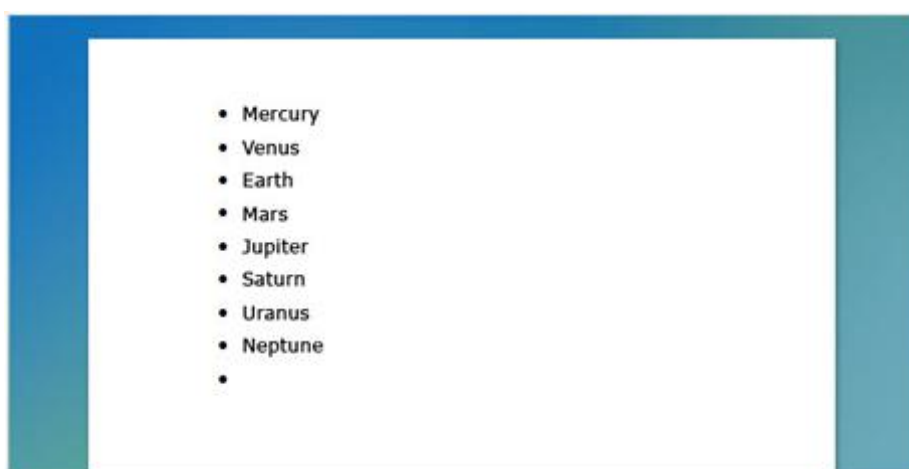 • Mercury
• Venus
• Earth
• Mars
• Jupiter
• Saturn
• Uranus
• Neptune
•